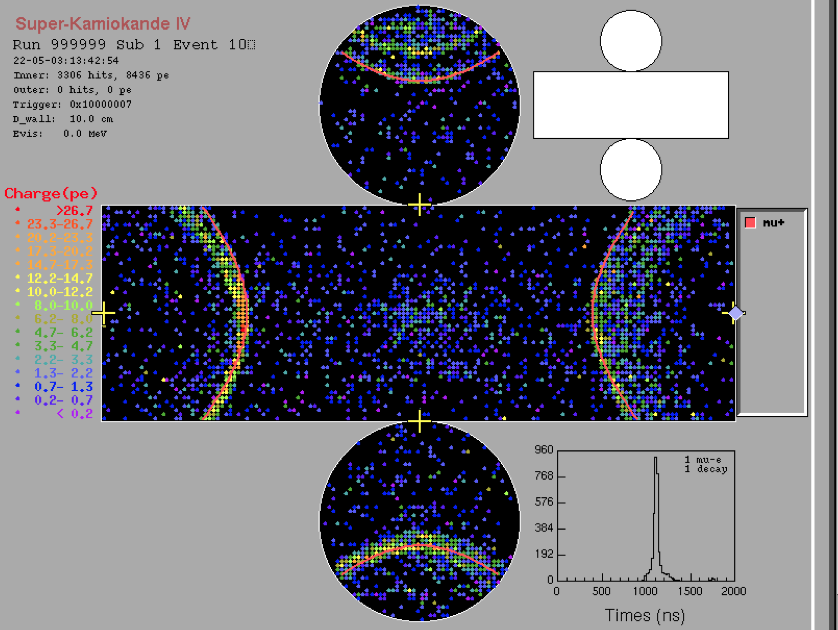 Super-Kamiokande IV
Run 999999 Sub 1 Event 10
22-05-03:13:42:54
Inner: 3306 hits, 8436 pe
Outer: 0 hits, 0 pe
Trigger: 0x10000007
D_wall: 10.0 cm
Evis: 0.0 MeV
Charge(pe)
>26.7
23.3-26.7
20.2-23.3
17.3-20.2
14.7-17.3
12.2-14.7
10.0-12.2
8.0-10.0
6.2- 8.0
4.7- 6.2
3.3- 4.7
2.2- 3.3
1.3- 2.2
0.7- 1.3
0.2- 0.7
< 0.2
mu+
1 mu-e
1 decay
960
768
576
384
192
0
0
500
1000
1500
2000
Times (ns)